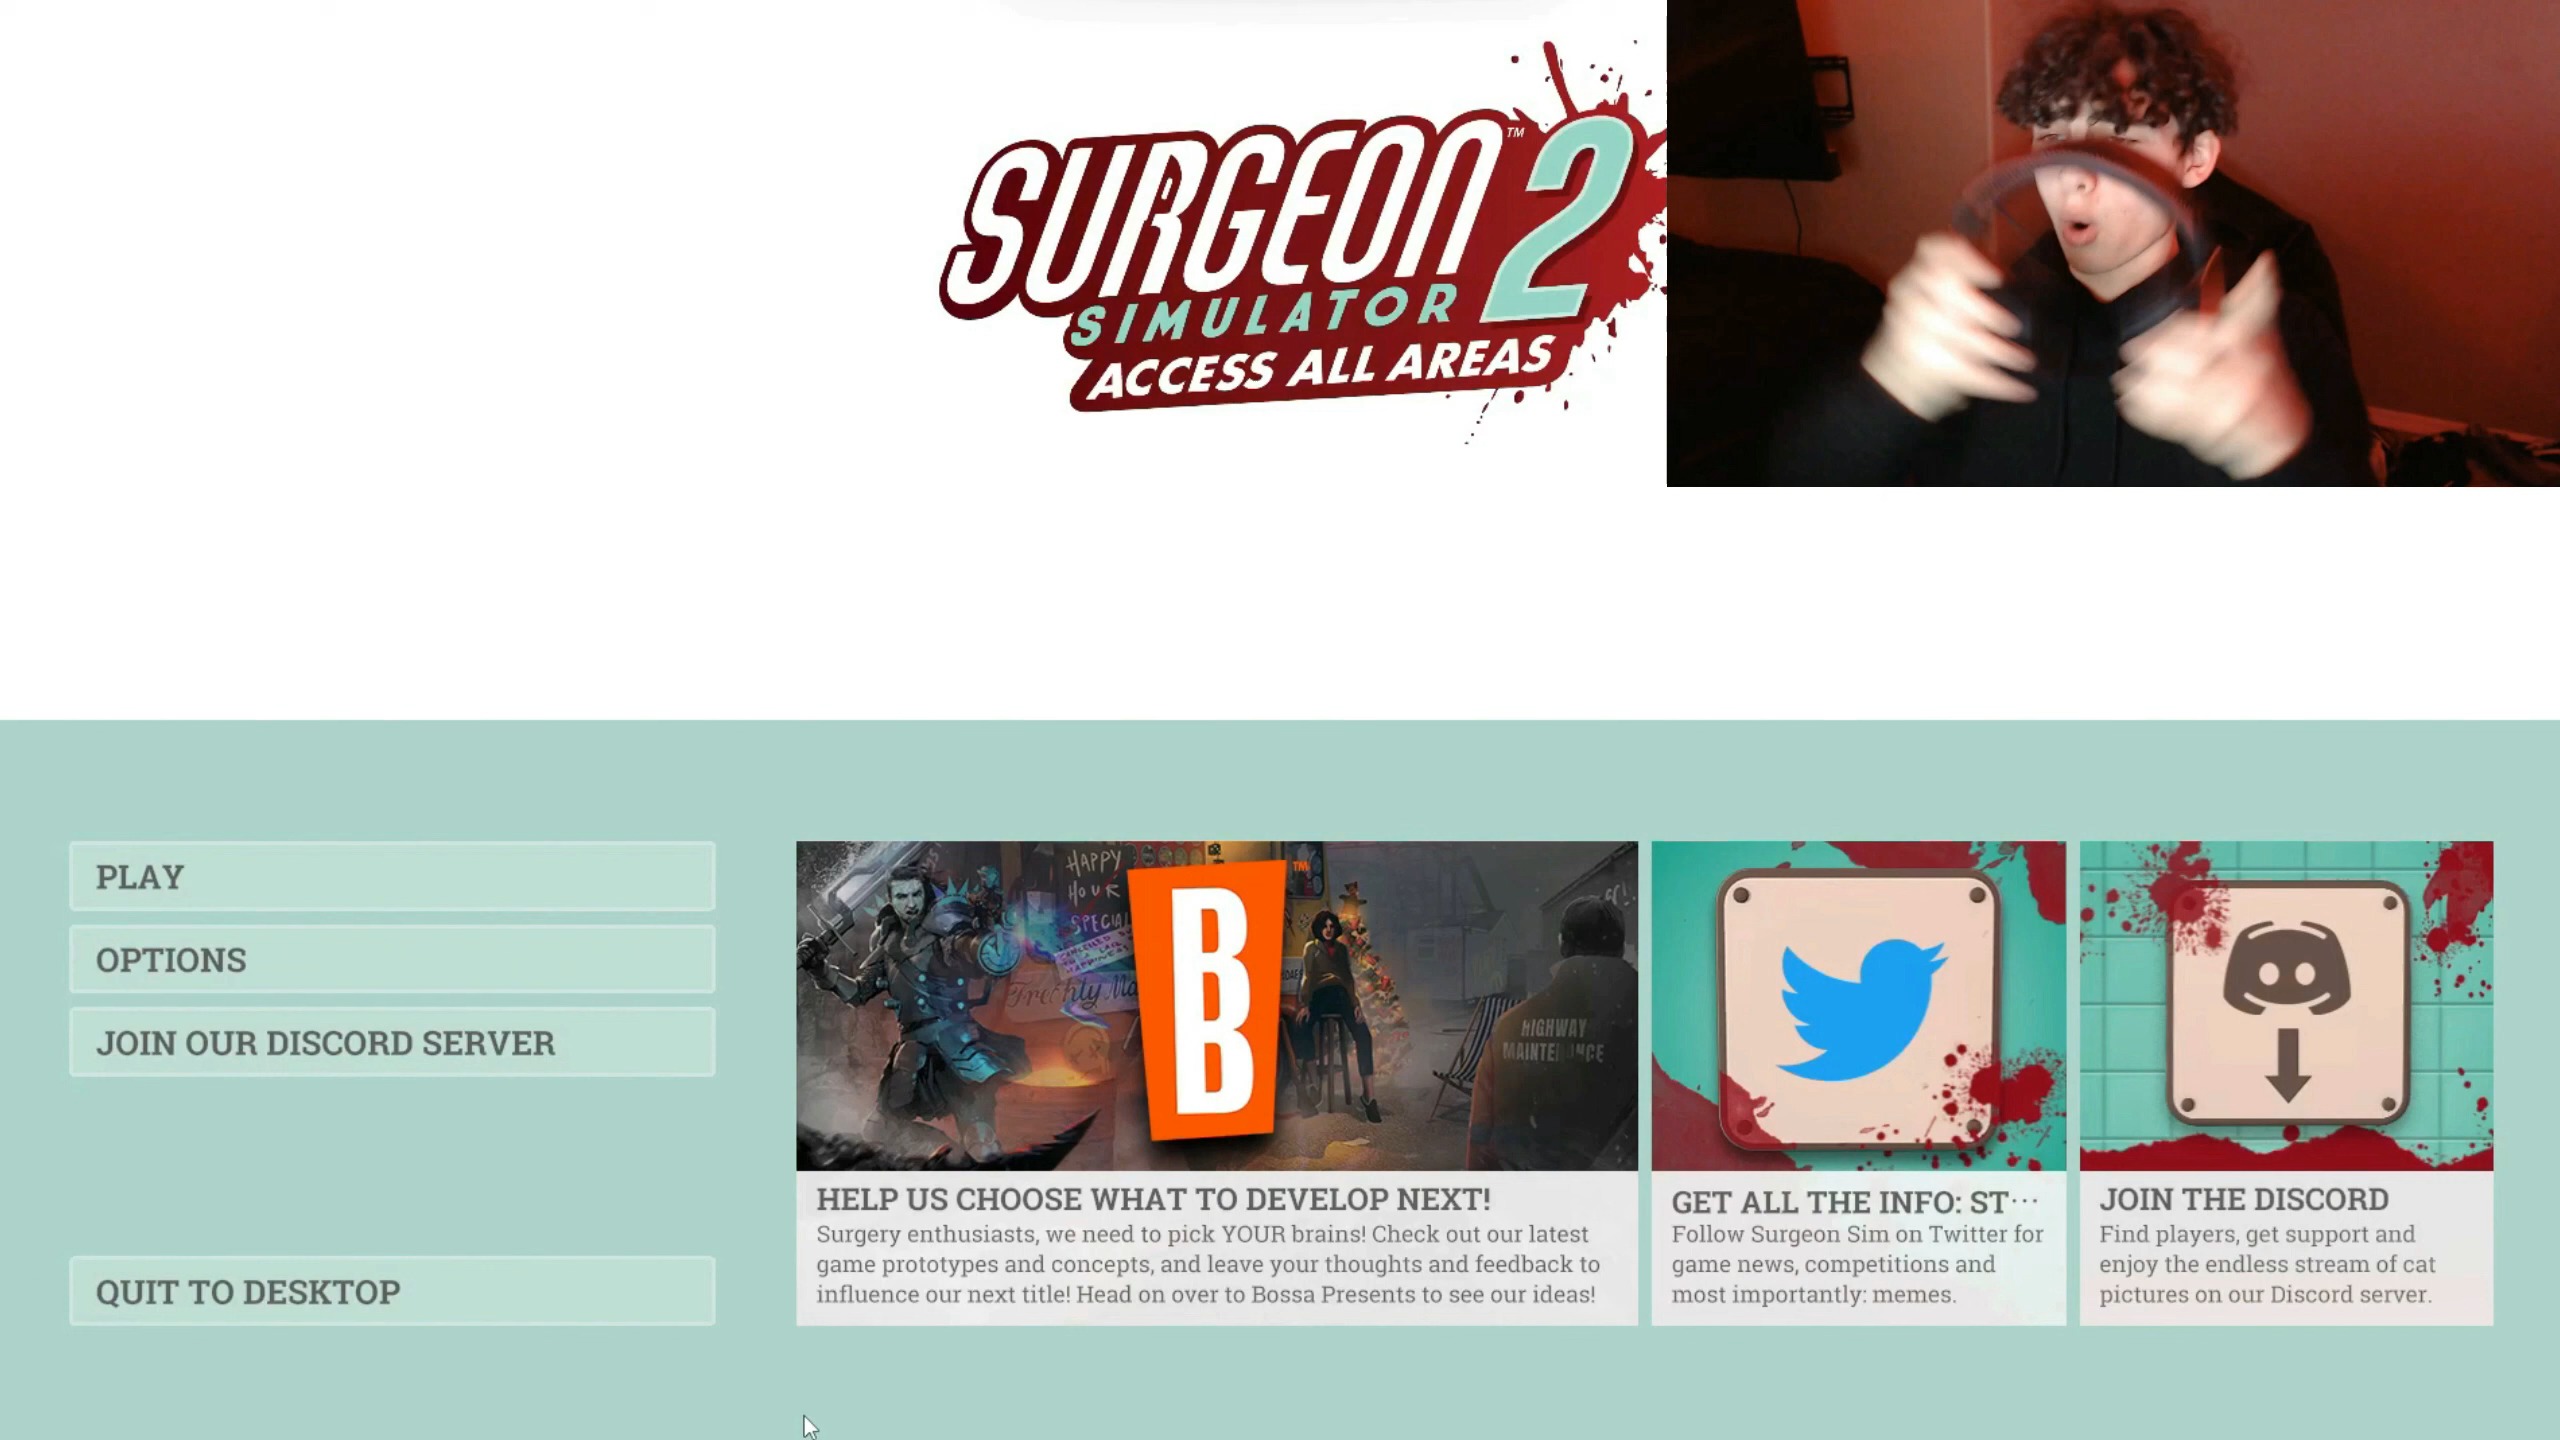 SURGEON 2™
SIMULATOR
ACCESS ALL AREAS
PLAY
OPTIONS
JOIN OUR DISCORD SERVER
QUIT TO DESKTOP
HAPPY
HOUR
SPECIAL
Freshly Ma
B
B
™
HIGHWAY
MAINTENANCE
HELP US CHOOSE WHAT TO DEVELOP NEXT!
Surgery enthusiasts, we need to pick YOUR brains! Check out our latest
game prototypes and concepts, and leave your thoughts and feedback to
influence our next title! Head on over to Bossa Presents to see our ideas!
GET ALL THE INFO: ST···
Follow Surgeon Sim on Twitter for
game news, competitions and
most importantly: memes.
JOIN THE DISCORD
Find players, get support and
enjoy the endless stream of cat
pictures on our Discord server.